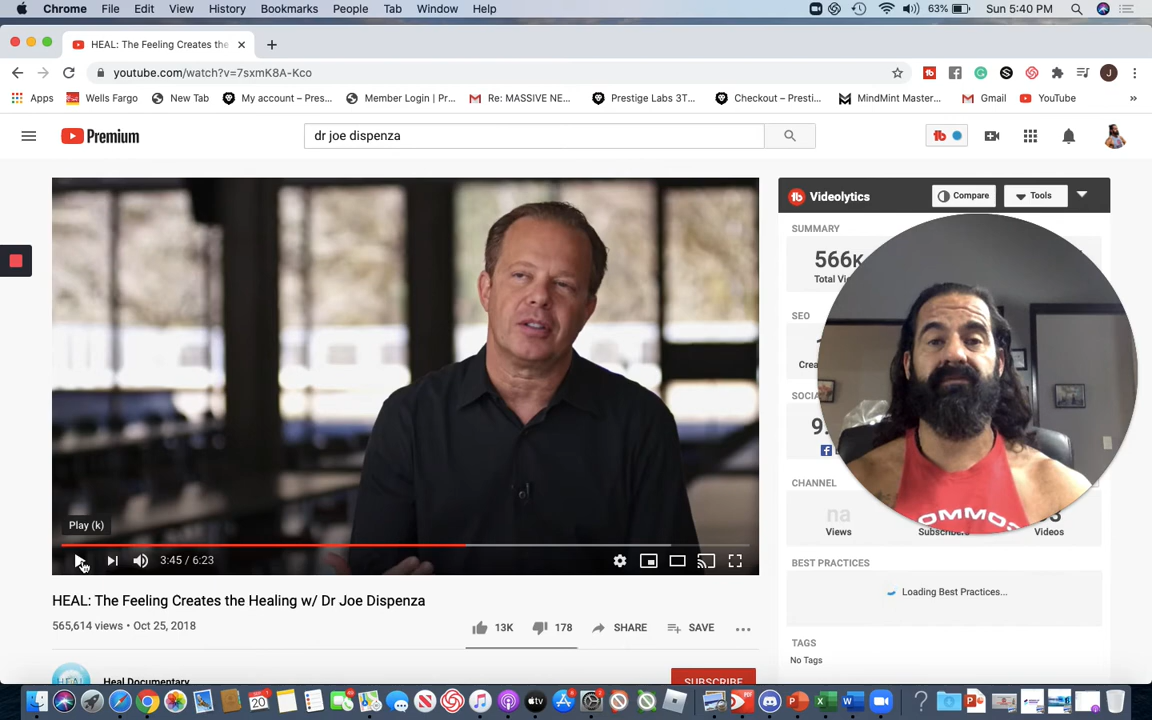 Chrome File Edit View History Bookmarks People Tab Window Help 63% Sun 5:40 PM
HEAL: The Feeling Creates the
youtube.com/watch?v=7sxmK8A-Kco
Apps Wells Fargo New Tab My account – Pres... Member Login | Pr... Re: MASSIVE NE... Prestige Labs 3T... Checkout – Presti... MindMint Master... Gmail YouTube »
Premium dr joe dispenza
Videolytics Compare Tools
SUMMARY
566K
Total
SEO
CHANNEL
na
Views Subscribers Videos
BEST PRACTICES
Loading Best Practices...
TAGS
No Tags
Play (k)
3:45 / 6:23
HEAL: The Feeling Creates the Healing w/ Dr Joe Dispenza
565,614 views • Oct 25, 2018 13K 178 SHARE SAVE
HEAL Heal Documentary SUBSCRIBE